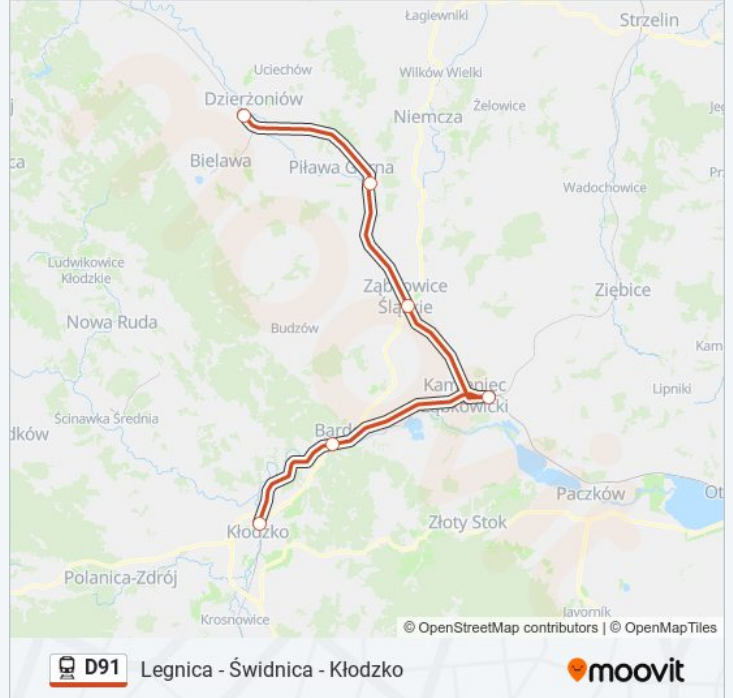 Łagiewniki
Strzelin
Uciechów
Wilków Wielki
Dzierżoniów
Żelowice
Niemcza
Bielawa
Piława Górna
Wadochowice
Ludwikowice
Kłodzkie
Ząbkowice
Śląskie
Ziębice
Nowa Ruda
Budzów
Kamieniec
Ząbkowicki
Lipniki
Ścinawka Średnia
Bardo
Paczków
Złoty Stok
Kłodzko
Polanica-Zdrój
Krosnowice
Javorník
© OpenStreetMap contributors | © OpenMapTiles
D91 Legnica - Świdnica - Kłodzko
moovit